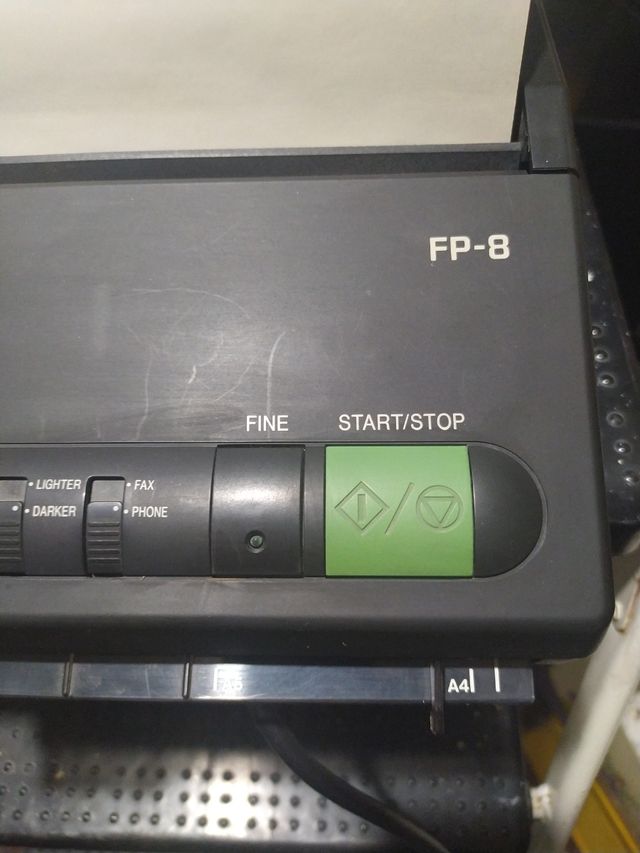 FP-8
FINE
START/STOP
LIGHTER
FAX
DARKER
PHONE
A4